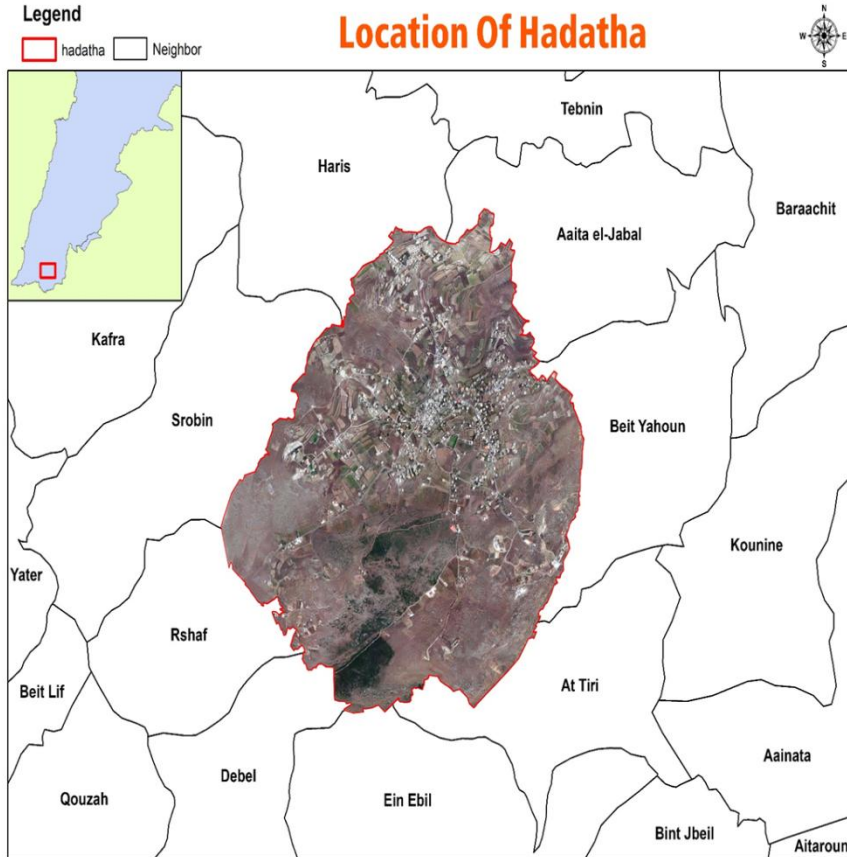 Legend
hadatha
Neighbor
Location Of Hadatha
N
W
E
S
Tebnin
Haris
Baraachit
Aaita el-Jabal
Kafra
Srobin
Beit Yahoun
Kounine
Yater
Rshaf
Beit Lif
At Tiri
Aainata
Debel
Qouzah
Ein Ebil
Bint Jbeil
Aitaroun